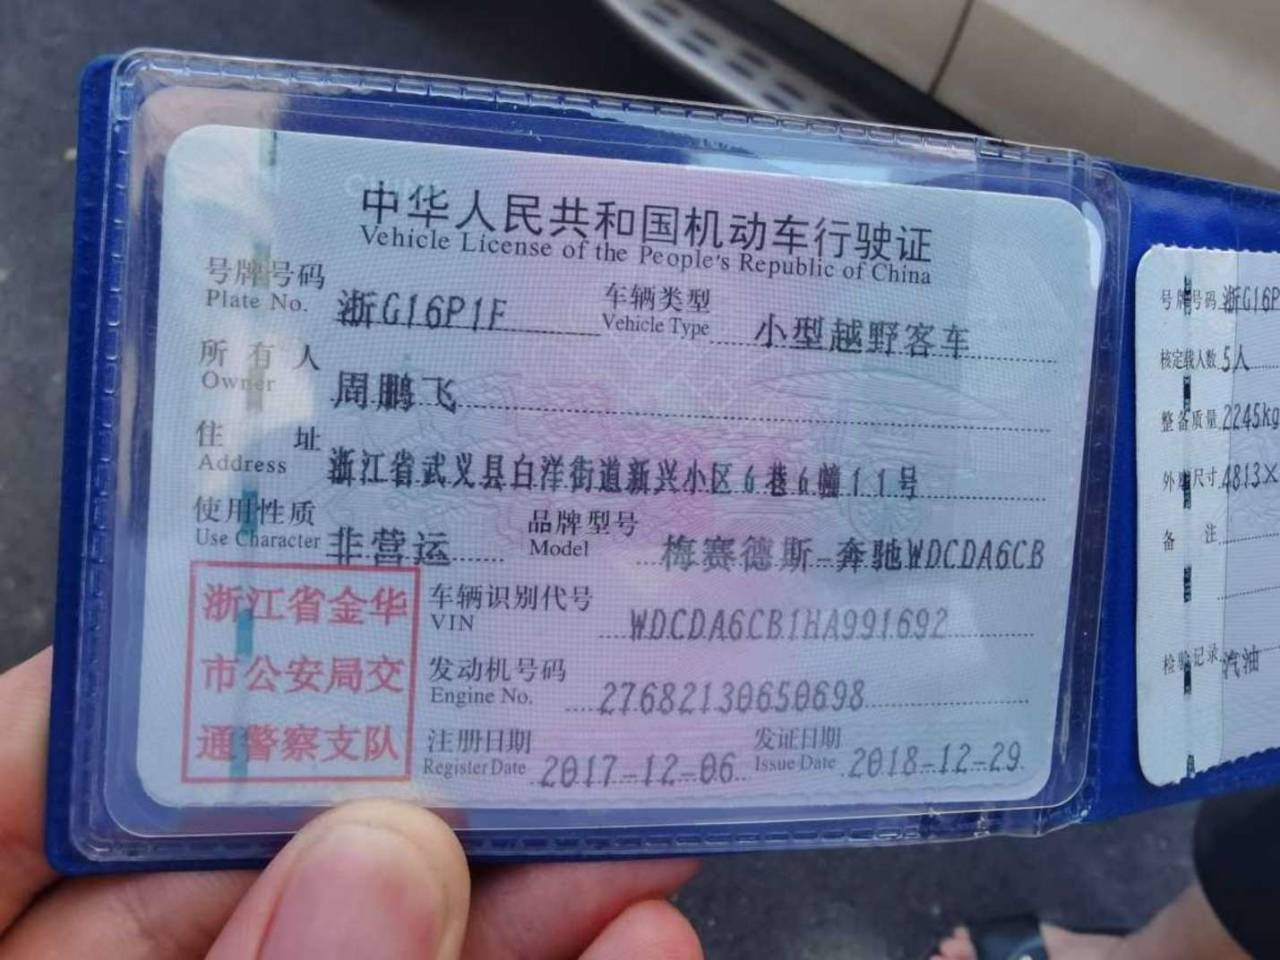 中华人民共和国机动车行驶证
Vehicle License of the People's Republic of China
号牌号码 浙G16P1F 车辆类型 小型越野客车
Plate No. Vehicle Type
所有人 周鹏飞
Owner
住址 浙江省武义县白洋街道新兴小区6巷6幢11号
Address
使用性质 非营运 品牌型号 梅赛德斯-奔驰WDCDA6CB
Use Character Model
浙江省金华
市公安局交
通警察支队
车辆识别代号 WDCDA6CB1HA991692
VIN
发动机号码 27682130650698
Engine No.
注册日期 2017-12-06 发证日期 2018-12-29
Register Date Issue Date
号牌号码 浙G16P
核定载人数 5人
整备质量 2245kg
外廓尺寸 4813×
备注
检验记录 汽油